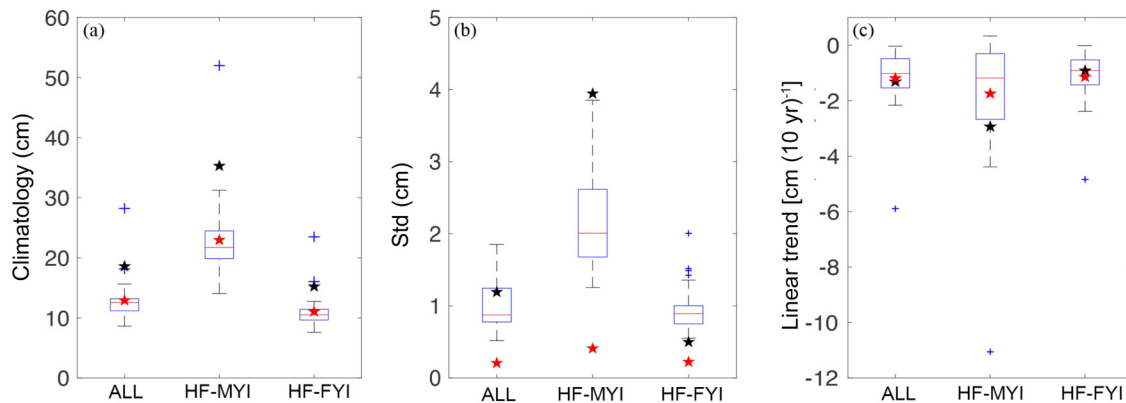 (a)
Climatology (cm)
60
50
40
30
20
10
0
ALL
HF-MYI
HF-FYI
(b)
Std (cm)
5
4
3
2
1
0
ALL
HF-MYI
HF-FYI
(c)
Linear trend [cm (10 yr)⁻¹]
0
-2
-4
-6
-8
-10
-12
ALL
HF-MYI
HF-FYI